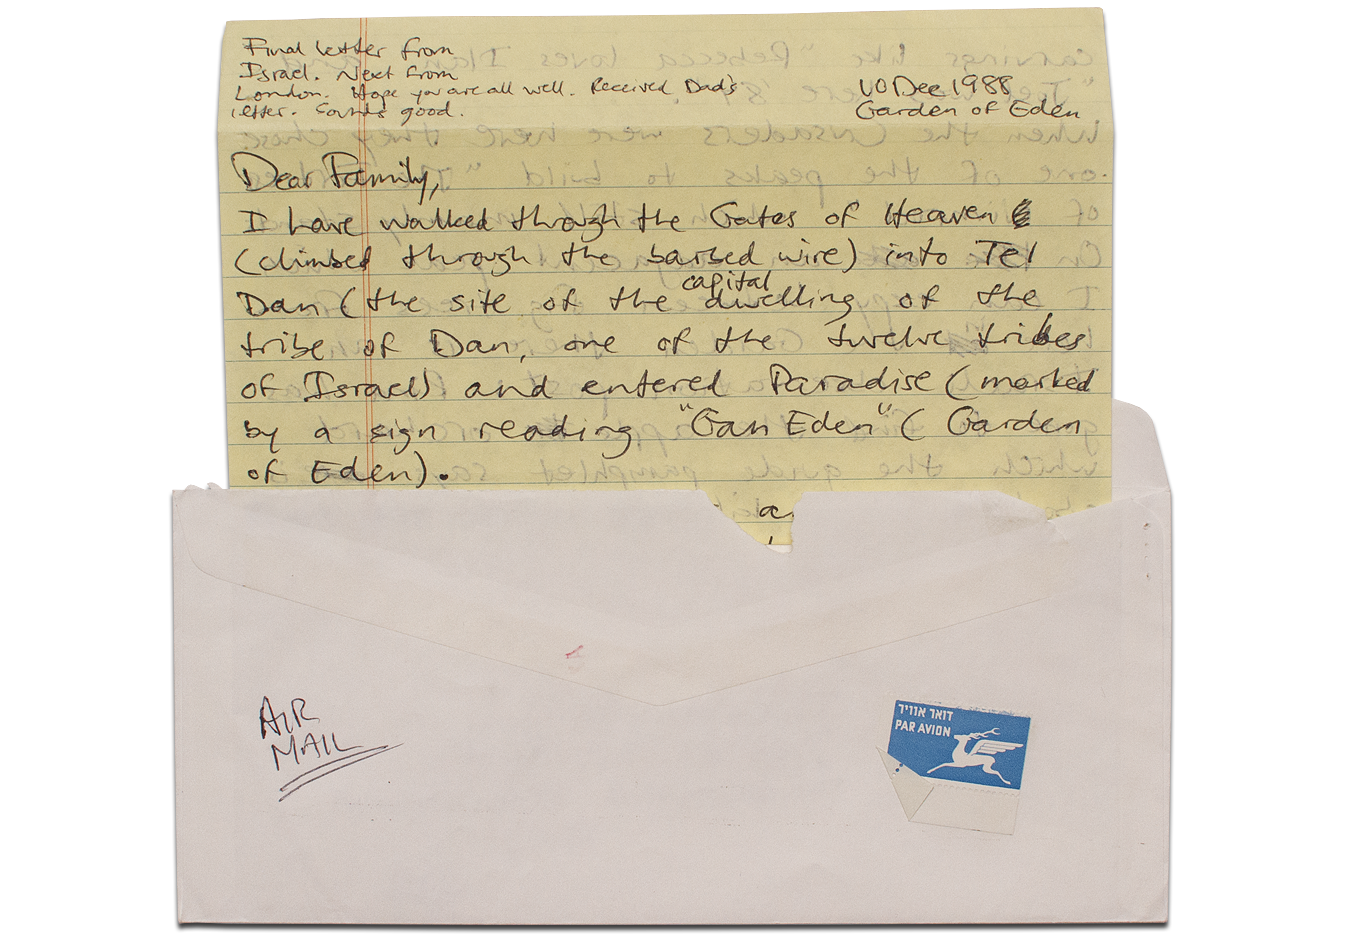 Final letter from
Israel. Next from
London. Hope you are all well. Received Dad's
letter. Sounds good.
10 Dec 1988
Garden of Eden
Dear Family,
I have walked through the Gates of Heaven
(climbed through the barbed wire) into Tel
capital
Dan (the site of the dwelling of the
tribe of Dan, one of the twelve tribes
of Israel) and entered Paradise (marked
by a sign reading "Gan Eden" (Garden
of Eden).
AIR
MAIL
דואר אוויר
PAR AVION